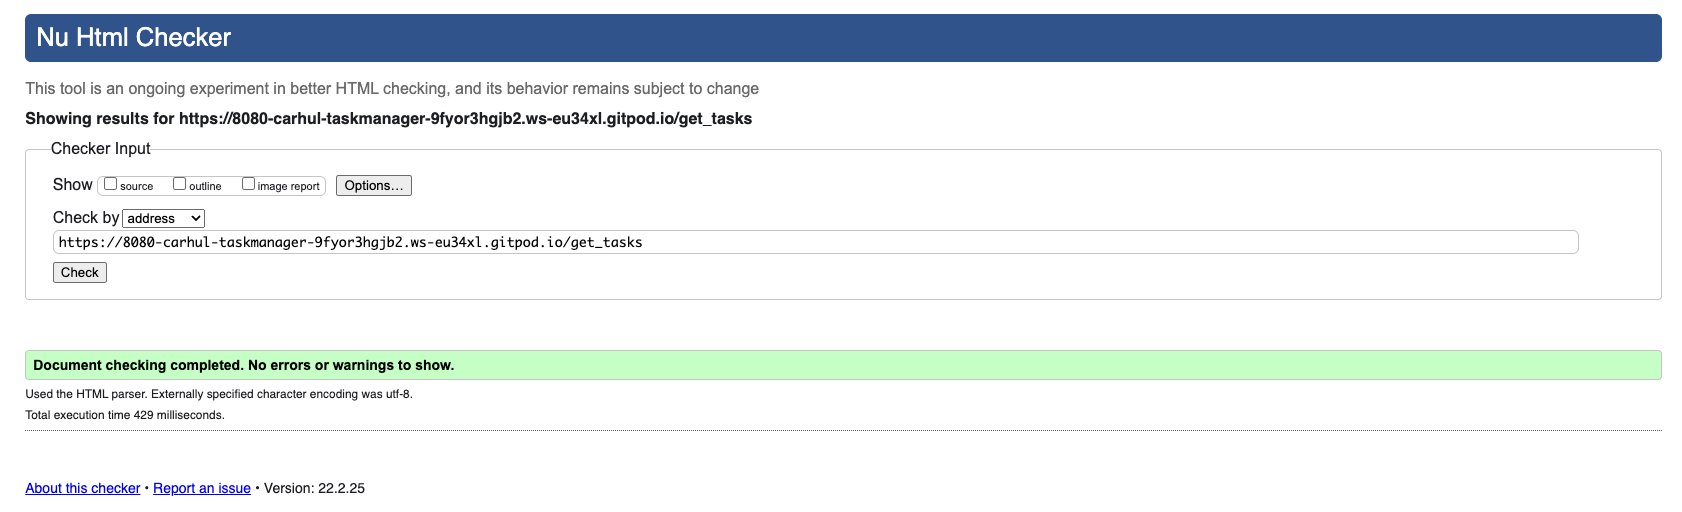 Nu Html Checker
This tool is an ongoing experiment in better HTML checking, and its behavior remains subject to change
Showing results for https://8080-carhul-taskmanager-9fyor3hgjb2.ws-eu34xl.gitpod.io/get_tasks
Checker Input
Show source outline image report Options...
Check by address
https://8080-carhul-taskmanager-9fyor3hgjb2.ws-eu34xl.gitpod.io/get_tasks
Check
Document checking completed. No errors or warnings to show.
Used the HTML parser. Externally specified character encoding was utf-8.
Total execution time 429 milliseconds.
About this checker • Report an issue • Version: 22.2.25